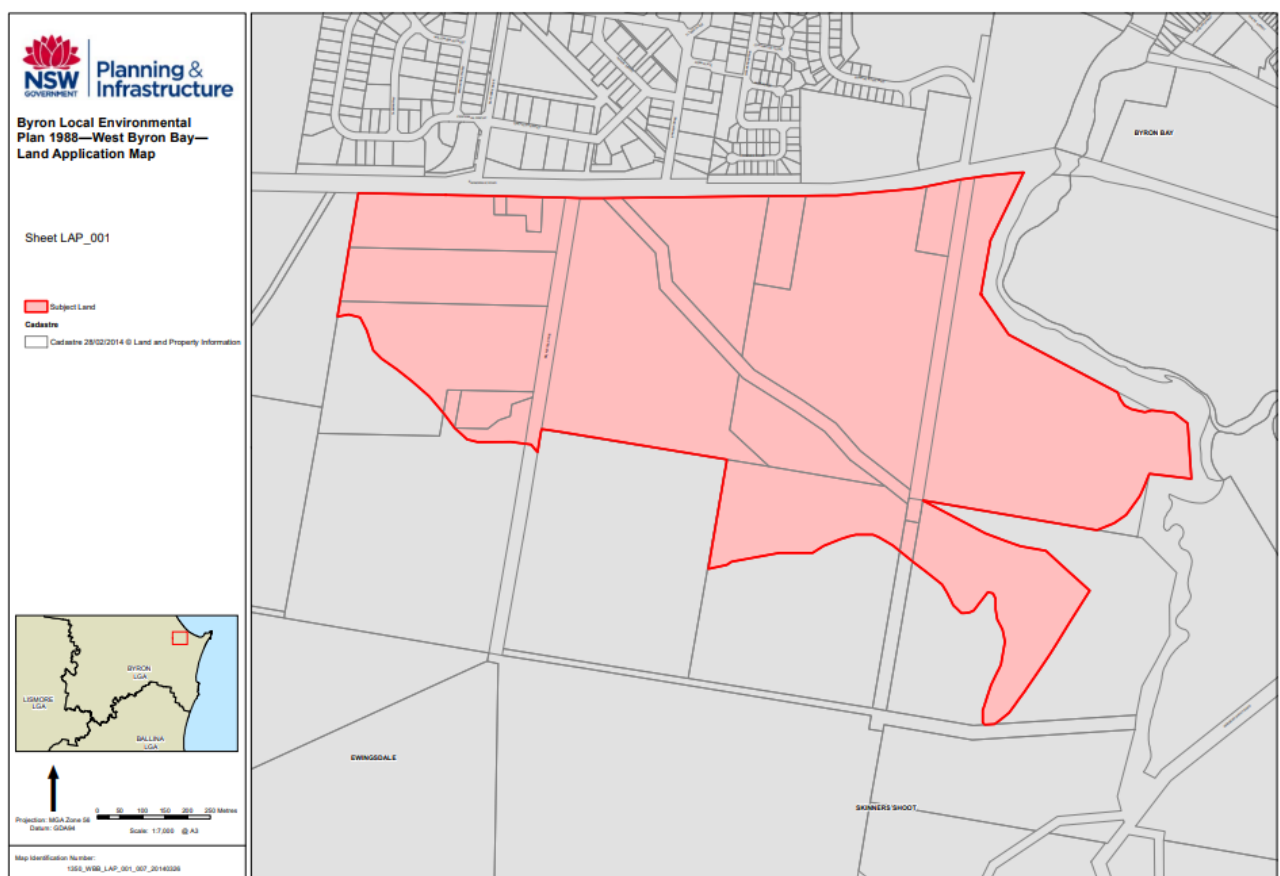 NSW
GOVERNMENT
Planning &
Infrastructure
Byron Local Environmental
Plan 1988—West Byron Bay—
Land Application Map
Sheet LAP_001
Subject Land
Cadastre
Cadastre 28/02/2014 © Land and Property Information
BYRON
LGA
LISMORE
LGA
BALLINA
LGA
Projection: MGA Zone 56
Datum: GDA94
0 50 100 150 200 250 Metres
Scale: 1:7,000 @ A3
Map Identification Number:
1350_WBB_LAP_001_007_20140326
BYRON BAY
EWINGSDALE
SKINNERS SHOOT